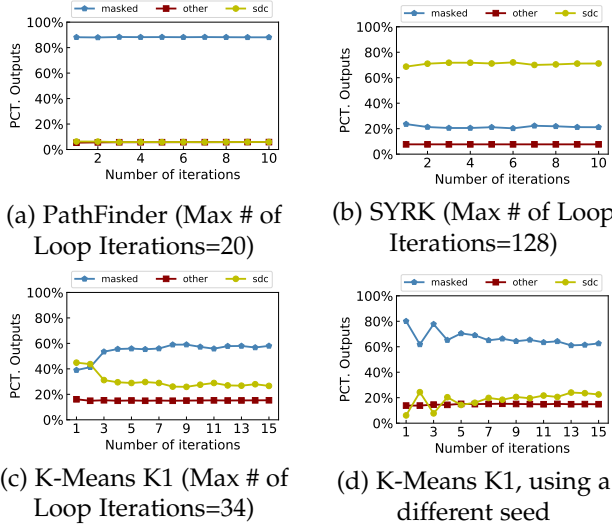 masked other sdc
100%
80%
60%
40%
20%
0%
PCT. Outputs
2 4 6 8 10
Number of iterations
(a) PathFinder (Max # of
Loop Iterations=20)
masked other sdc
100%
80%
60%
40%
20%
0%
PCT. Outputs
2 4 6 8 10
Number of iterations
(b) SYRK (Max # of Loop
Iterations=128)
masked other sdc
100%
80%
60%
40%
20%
0%
PCT. Outputs
1 3 5 7 9 11 13 15
Number of iterations
(c) K-Means K1 (Max # of
Loop Iterations=34)
masked other sdc
100%
80%
60%
40%
20%
0%
PCT. Outputs
1 3 5 7 9 11 13 15
Number of iterations
(d) K-Means K1, using a
different seed